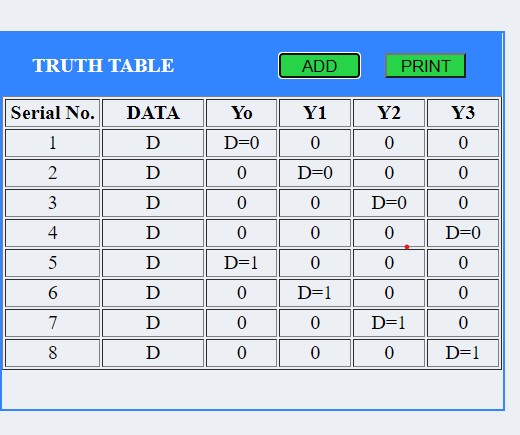 TRUTH TABLE ADD PRINT
Serial No. DATA Yo Y1 Y2 Y3
1 D D=0 0 0 0
2 D 0 D=0 0 0
3 D 0 0 D=0 0
4 D 0 0 0 D=0
5 D D=1 0 0 0
6 D 0 D=1 0 0
7 D 0 0 D=1 0
8 D 0 0 0 D=1